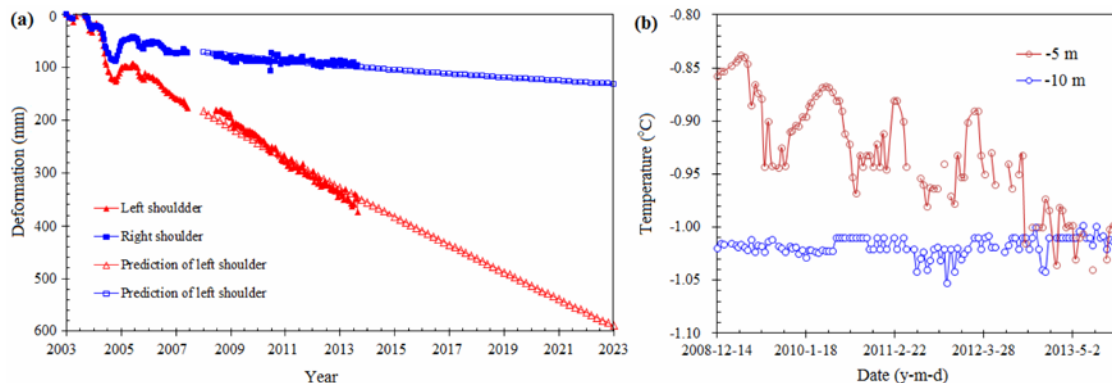 (a)
0
100
200
300
400
500
600
Deformation (mm)
Left shouldder
Right shoulder
Prediction of left shoulder
Prediction of left shoulder
2003 2005 2007 2009 2011 2013 2015 2017 2019 2021 2023
Year
(b)
-0.80
-0.85
-0.90
-0.95
-1.00
-1.05
-1.10
Temperature (°C)
-5 m
-10 m
2008-12-14 2010-1-18 2011-2-22 2012-3-28 2013-5-2
Date (y-m-d)